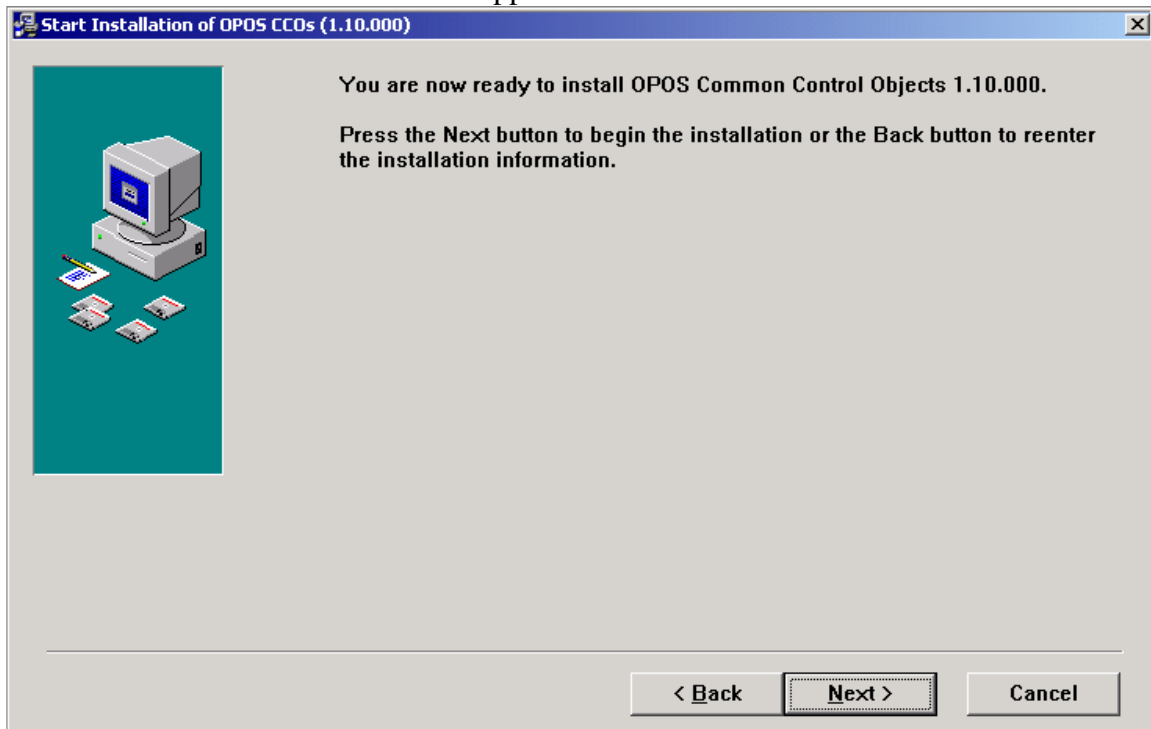 Start Installation of OPOS CCOs (1.10.000)
You are now ready to install OPOS Common Control Objects 1.10.000.
Press the Next button to begin the installation or the Back button to reenter
the installation information.
< Back
Next >
Cancel